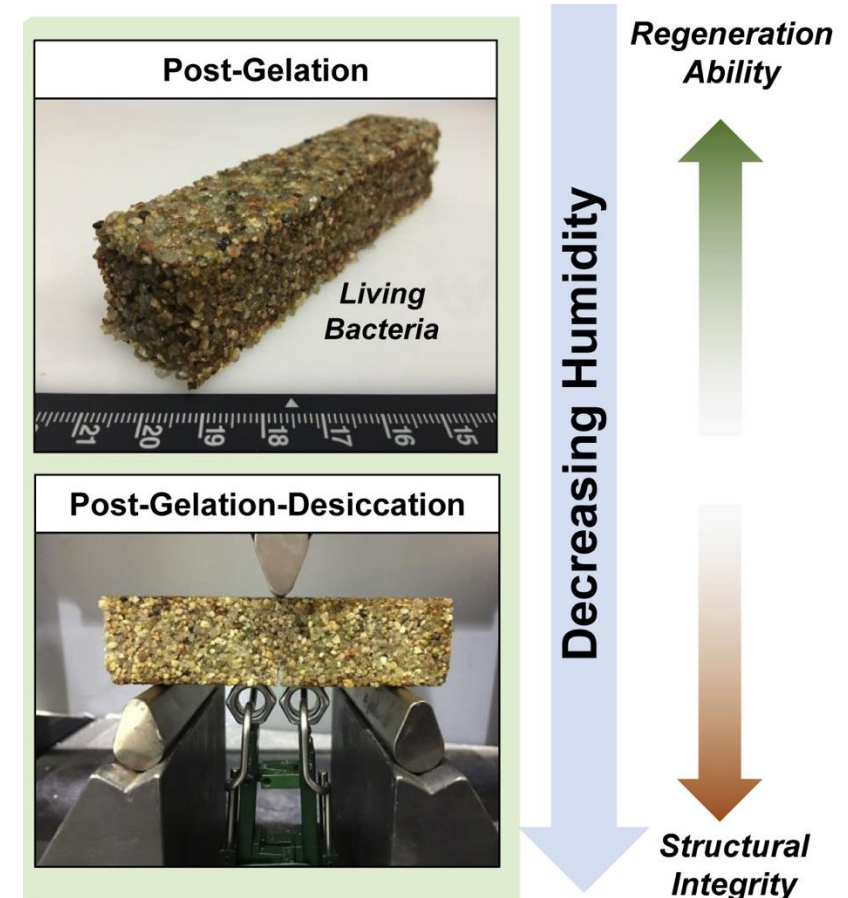 Post-Gelation
Living
Bacteria
21 20 19 18 17 16 15
Post-Gelation-Desiccation
Decreasing Humidity
Regeneration
Ability
Structural
Integrity